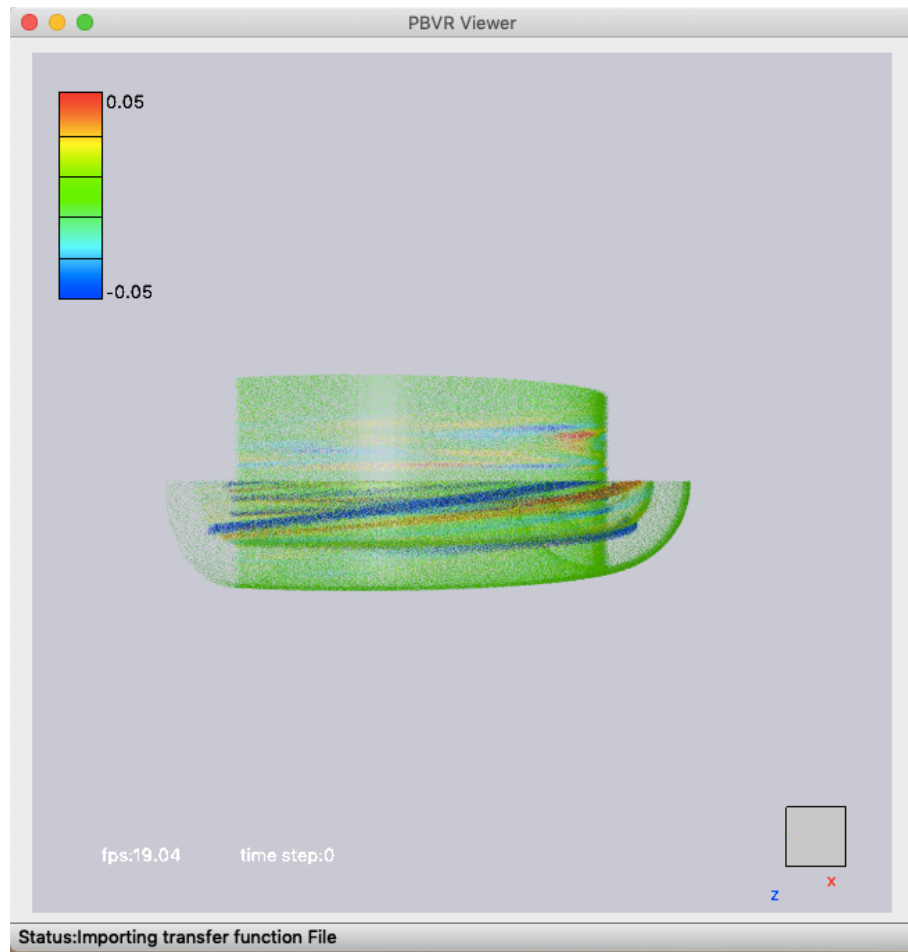 PBVR Viewer
0.05
-0.05
fps:19.04 time step:0
x
z
Status:Importing transfer function File